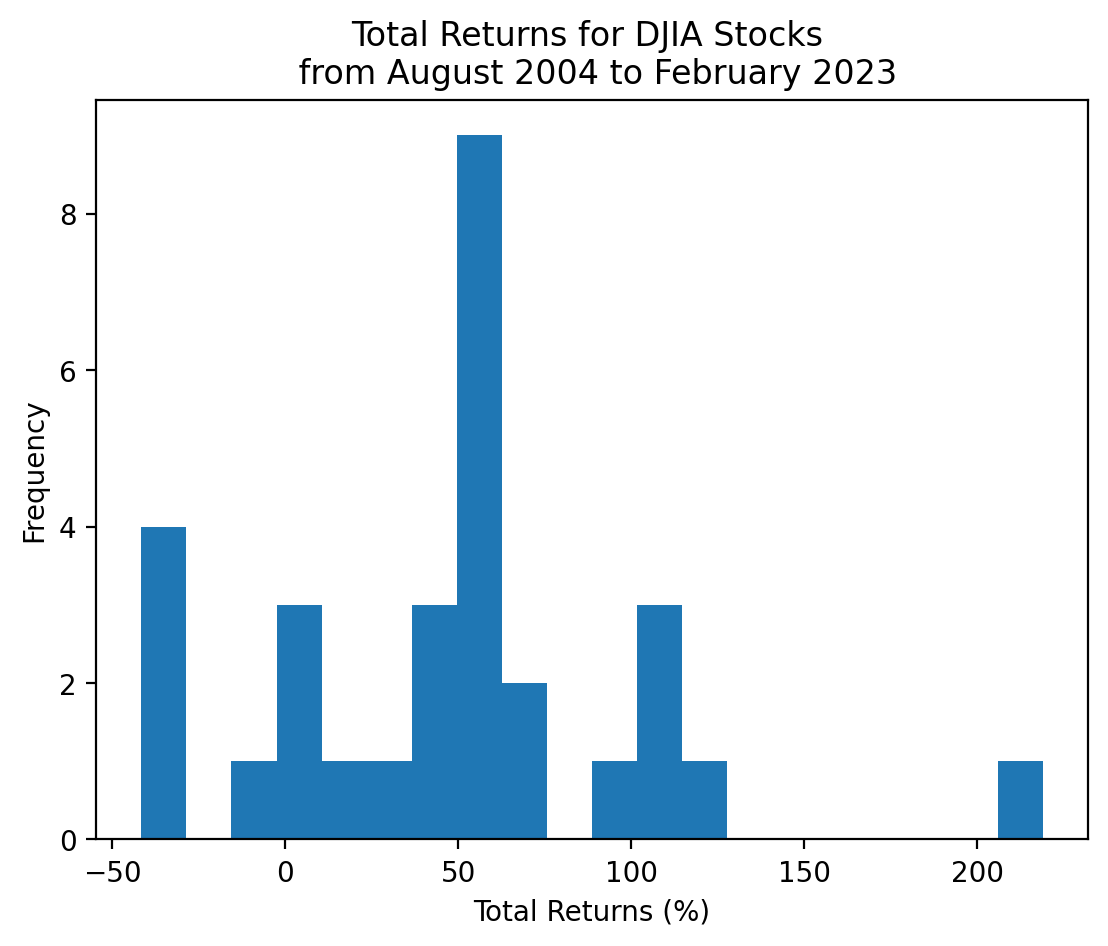 Total Returns for DJIA Stocks
from August 2004 to February 2023
Frequency
8
6
4
2
0
−50 0 50 100 150 200
Total Returns (%)